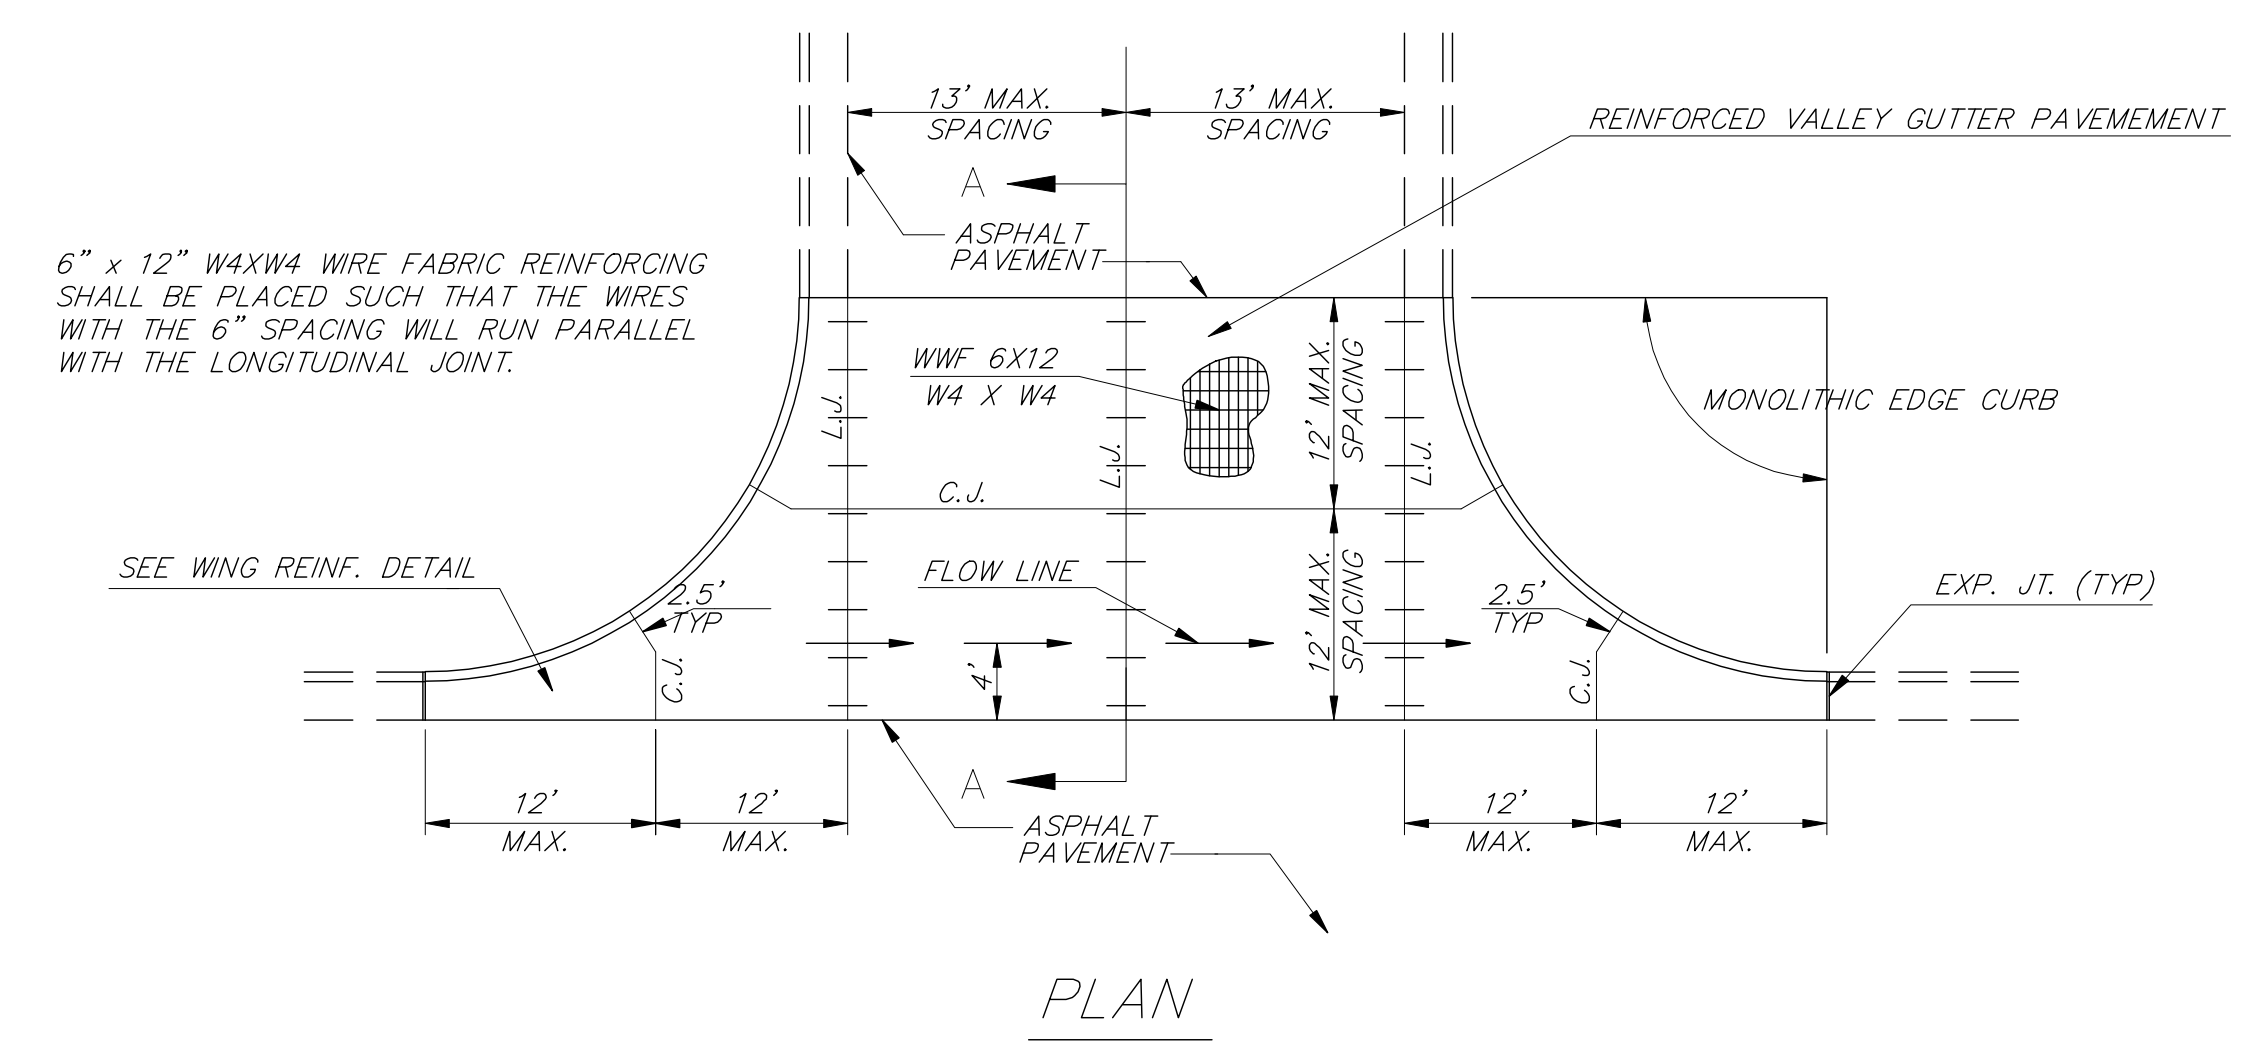 13' MAX.
SPACING
13' MAX.
SPACING
REINFORCED VALLEY GUTTER PAVEMEMENT
A
ASPHALT
PAVEMENT
6" x 12" W4XW4 WIRE FABRIC REINFORCING
SHALL BE PLACED SUCH THAT THE WIRES
WITH THE 6" SPACING WILL RUN PARALLEL
WITH THE LONGITUDINAL JOINT.
WWF 6X12
W4 X W4
12' MAX.
SPACING
MONOLITHIC EDGE CURB
L.J.
L.J.
L.J.
C.J.
SEE WING REINF. DETAIL
2.5'
TYP
FLOW LINE
12' MAX.
SPACING
2.5'
TYP
EXP. JT. (TYP)
C.J.
4'
C.J.
12'
MAX.
12'
MAX.
A
12'
MAX.
12'
MAX.
ASPHALT
PAVEMENT
PLAN